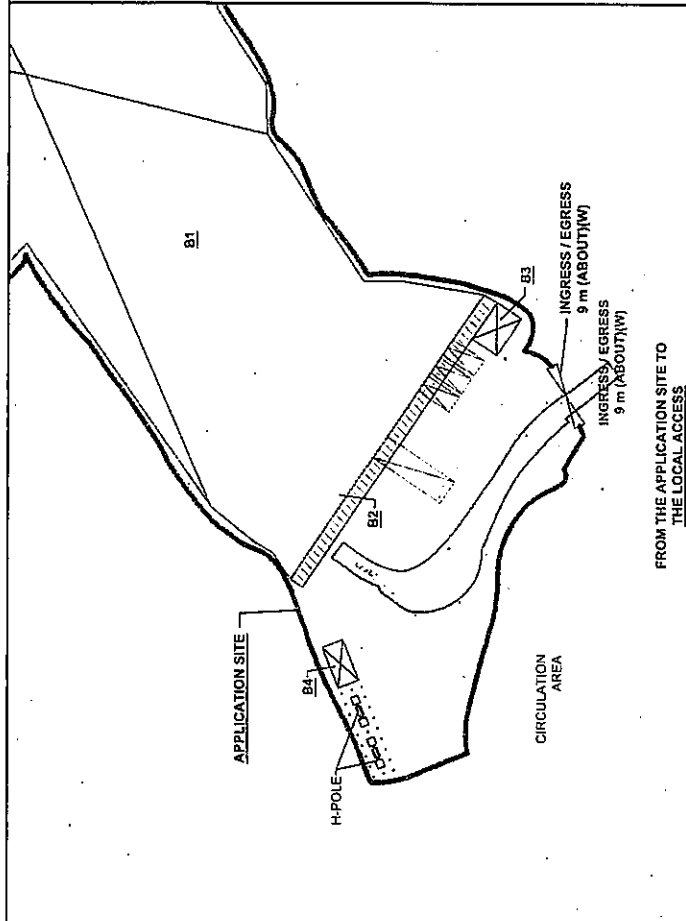 B1
B3
INGRESS / EGRESS
9 m (ABOUT)(W)
INGRESS / EGRESS
9 m (ABOUT)(W)
B2
APPLICATION SITE
B4
H-POLE
CIRCULATION
AREA
FROM THE APPLICATION SITE TO
THE LOCAL ACCESS